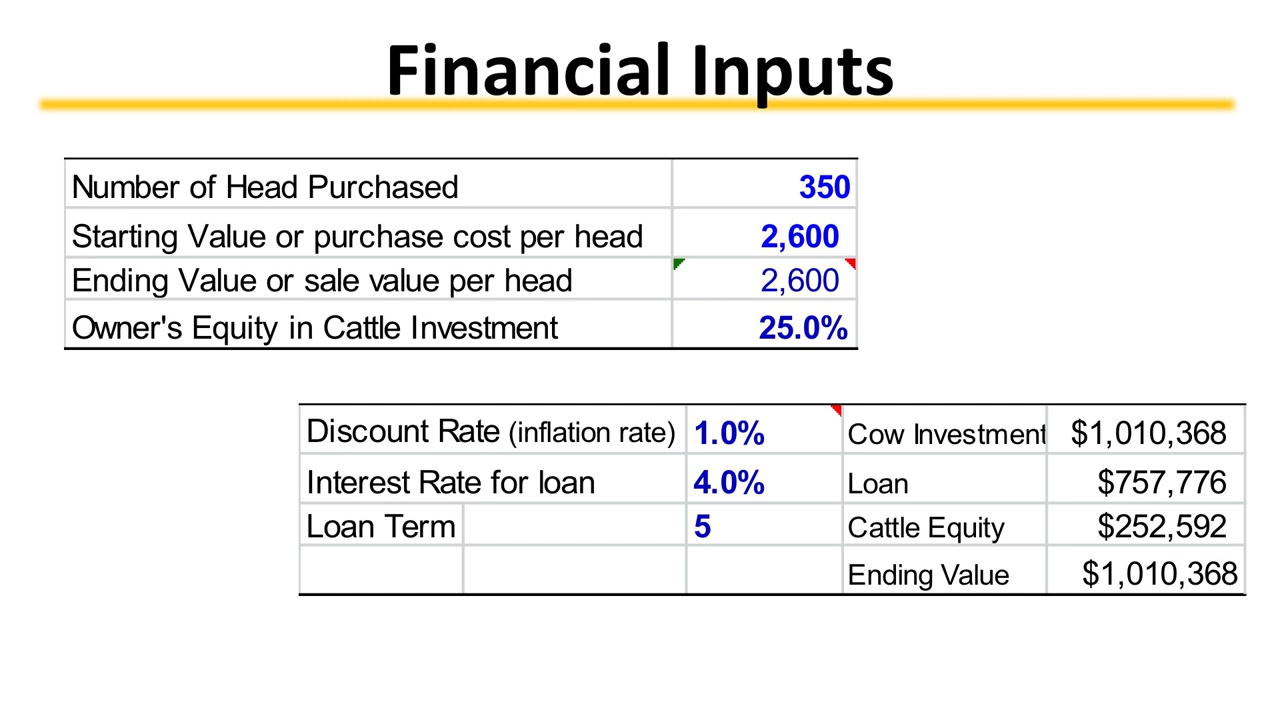 Financial Inputs
Number of Head Purchased 350
Starting Value or purchase cost per head 2,600
Ending Value or sale value per head 2,600
Owner's Equity in Cattle Investment 25.0%
Discount Rate (inflation rate) 1.0% Cow Investment $1,010,368
Interest Rate for loan 4.0% Loan $757,776
Loan Term 5 Cattle Equity $252,592
Ending Value $1,010,368